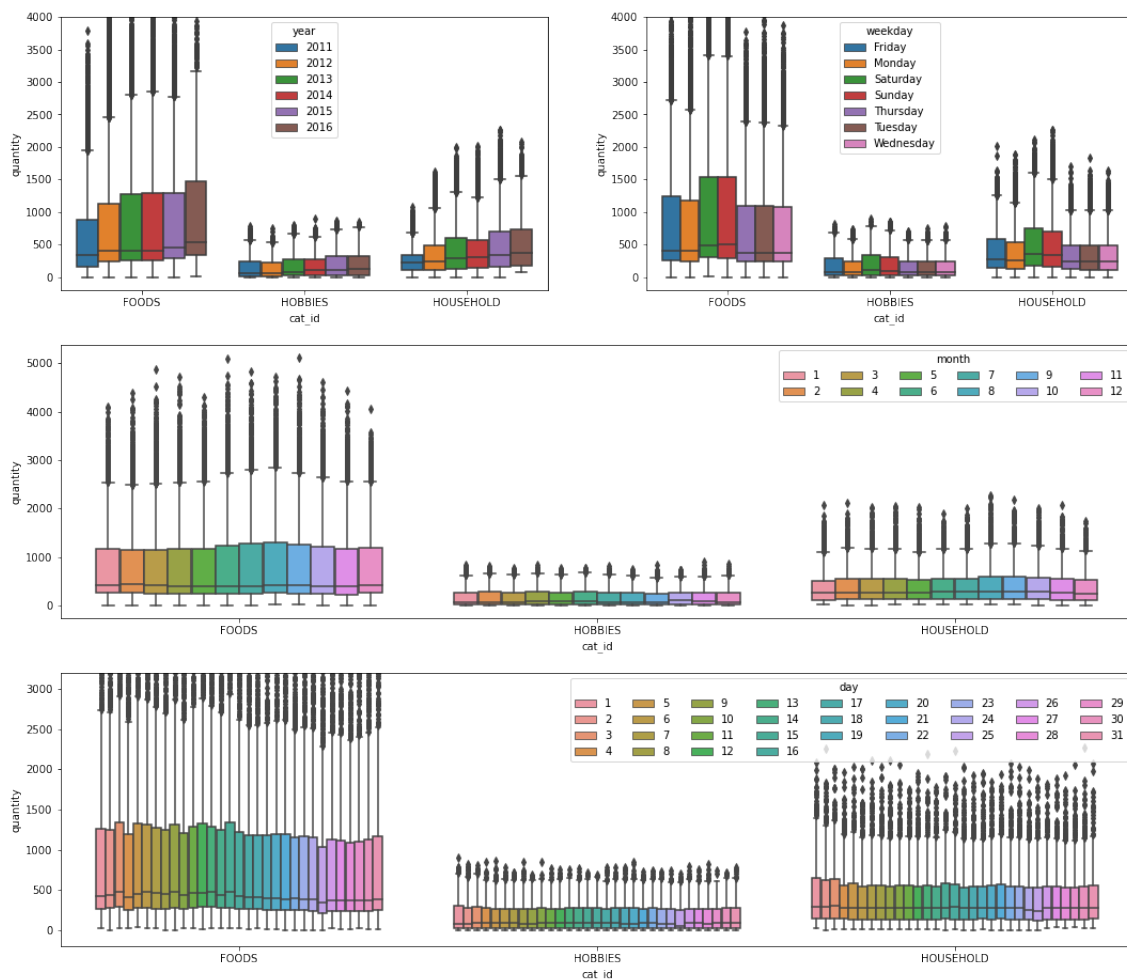 4000
3500
3000
2500
2000
1500
1000
500
0
quantity
year
2011
2012
2013
2014
2015
2016
FOODS HOBBIES HOUSEHOLD
cat_id
4000
3500
3000
2500
2000
1500
1000
500
0
quantity
weekday
Friday
Monday
Saturday
Sunday
Thursday
Tuesday
Wednesday
FOODS HOBBIES HOUSEHOLD
cat_id
5000
4000
3000
2000
1000
0
quantity
month
1 3 5 7 9 11
2 4 6 8 10 12
FOODS HOBBIES HOUSEHOLD
cat_id
3000
2500
2000
1500
1000
500
0
quantity
day
1 5 9 13 17 20 23 26 29
2 6 10 14 18 21 24 27 30
3 7 11 15 19 22 25 28 31
4 8 12 16
FOODS HOBBIES HOUSEHOLD
cat_id